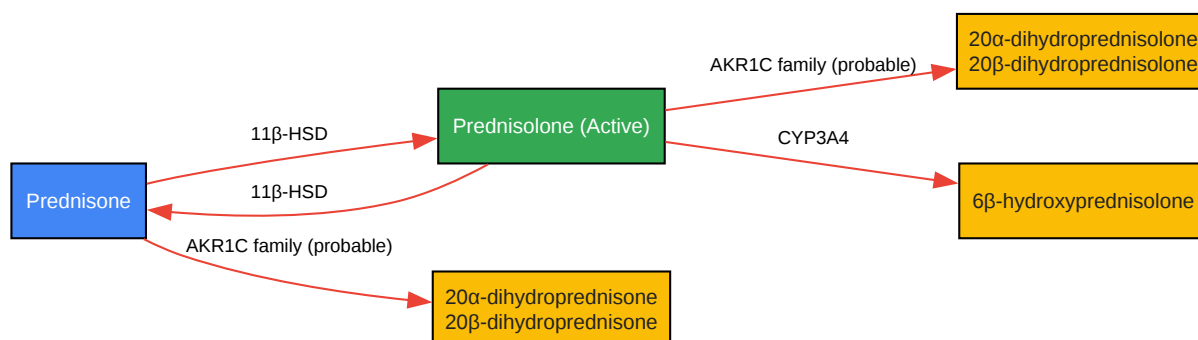 20α-dihydroprednisolone
20β-dihydroprednisolone
AKR1C family (probable)
Prednisolone (Active)
11β-HSD
CYP3A4
11β-HSD
Prednisone
6β-hydroxyprednisolone
AKR1C family (probable)
20α-dihydroprednisone
20β-dihydroprednisone